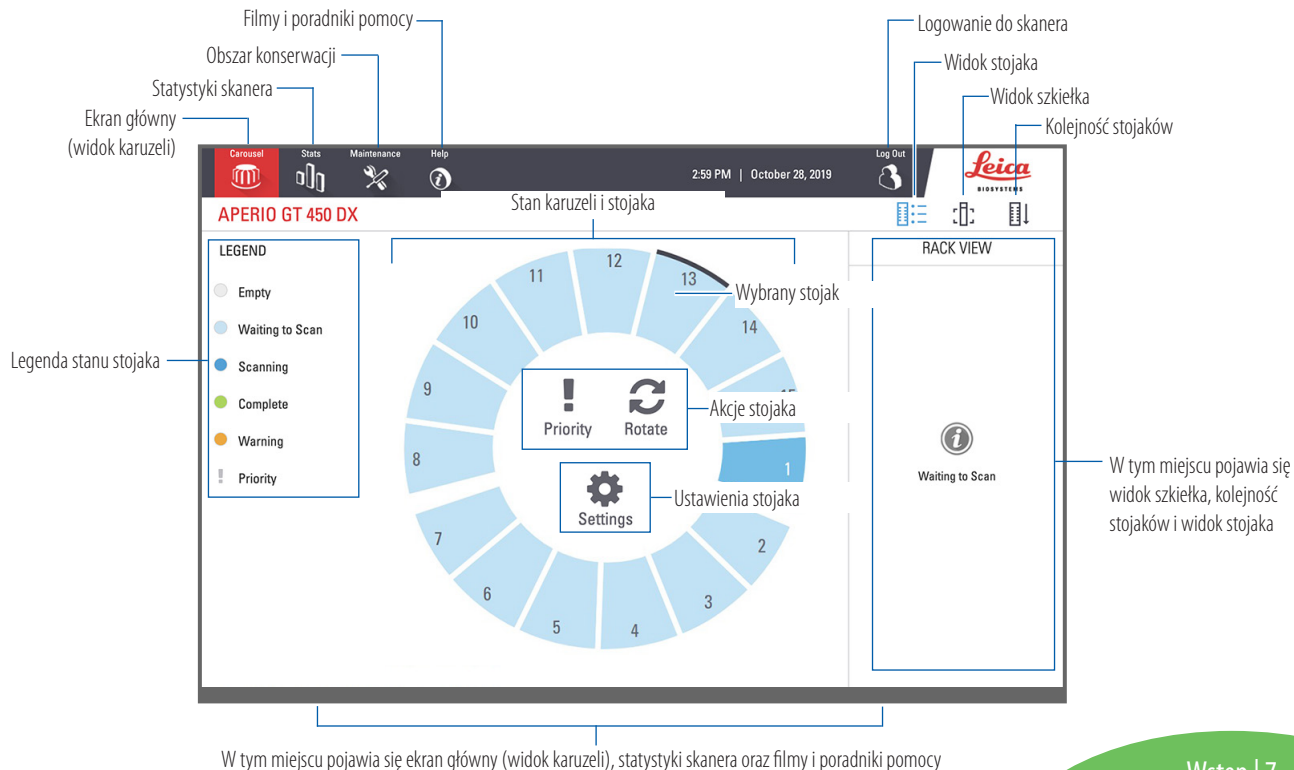 Filmy i poradniki pomocy
Logowanie do skanera
Obszar konserwacji
Widok stojaka
Statystyki skanera
Widok szkiełka
Ekran główny
(widok karuzeli)
Kolejność stojaków
Carousel
Stats
Maintenance
Help
2:59 PM | October 28, 2019
Log Out
Leica
BIOSYSTEMS
APERIO GT 450 DX
Stan karuzeli i stojaka
LEGEND
Empty
Waiting to Scan
Scanning
Complete
Warning
Priority
Legenda stanu stojaka
11
12
13
Wybrany stojak
10
14
9
Priority
Rotate
Akcje stojaka
8
1
Settings
Ustawienia stojaka
7
2
6
3
5
4
RACK VIEW
Waiting to Scan
W tym miejscu pojawia się
widok szkiełka, kolejność
stojaków i widok stojaka
W tym miejscu pojawia się ekran główny (widok karuzeli), statystyki skanera oraz filmy i poradniki pomocy